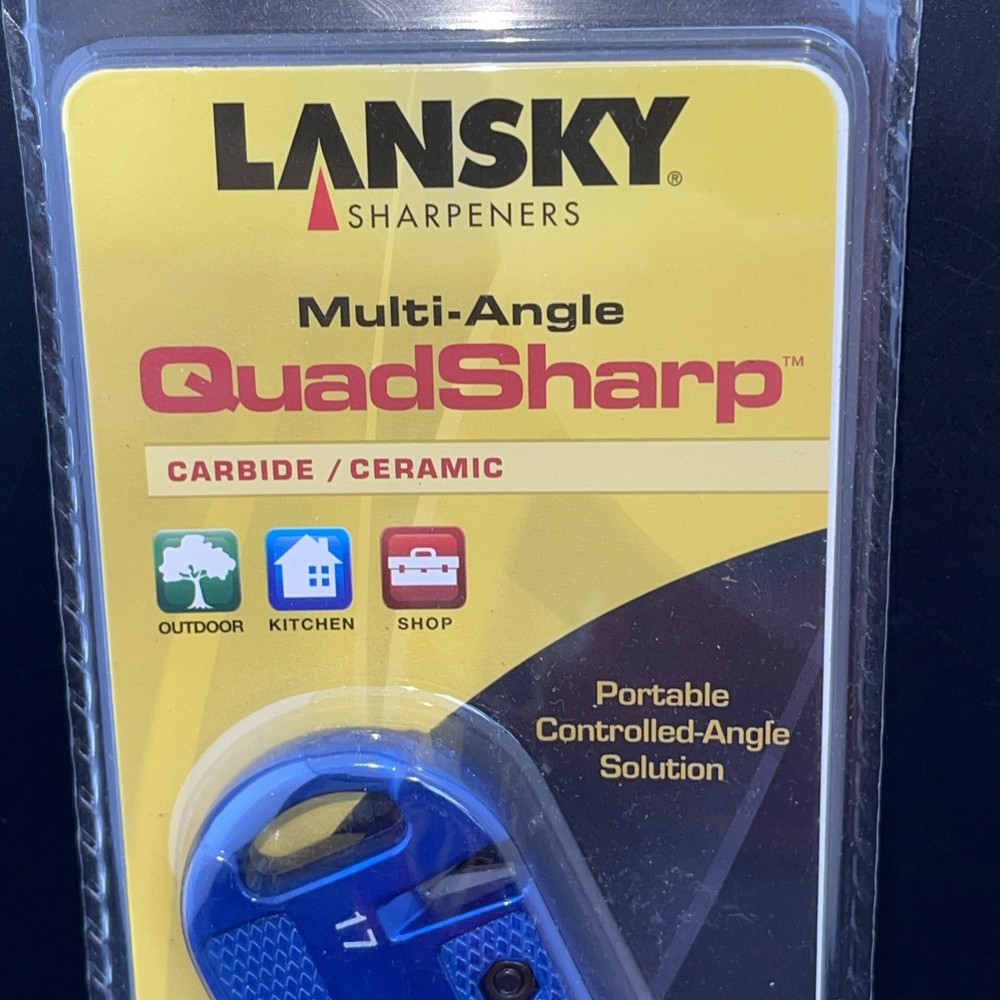 LANSKY®
SHARPENERS
Multi-Angle
QuadSharp™
CARBIDE / CERAMIC
OUTDOOR KITCHEN SHOP
Portable
Controlled-Angle
Solution
17